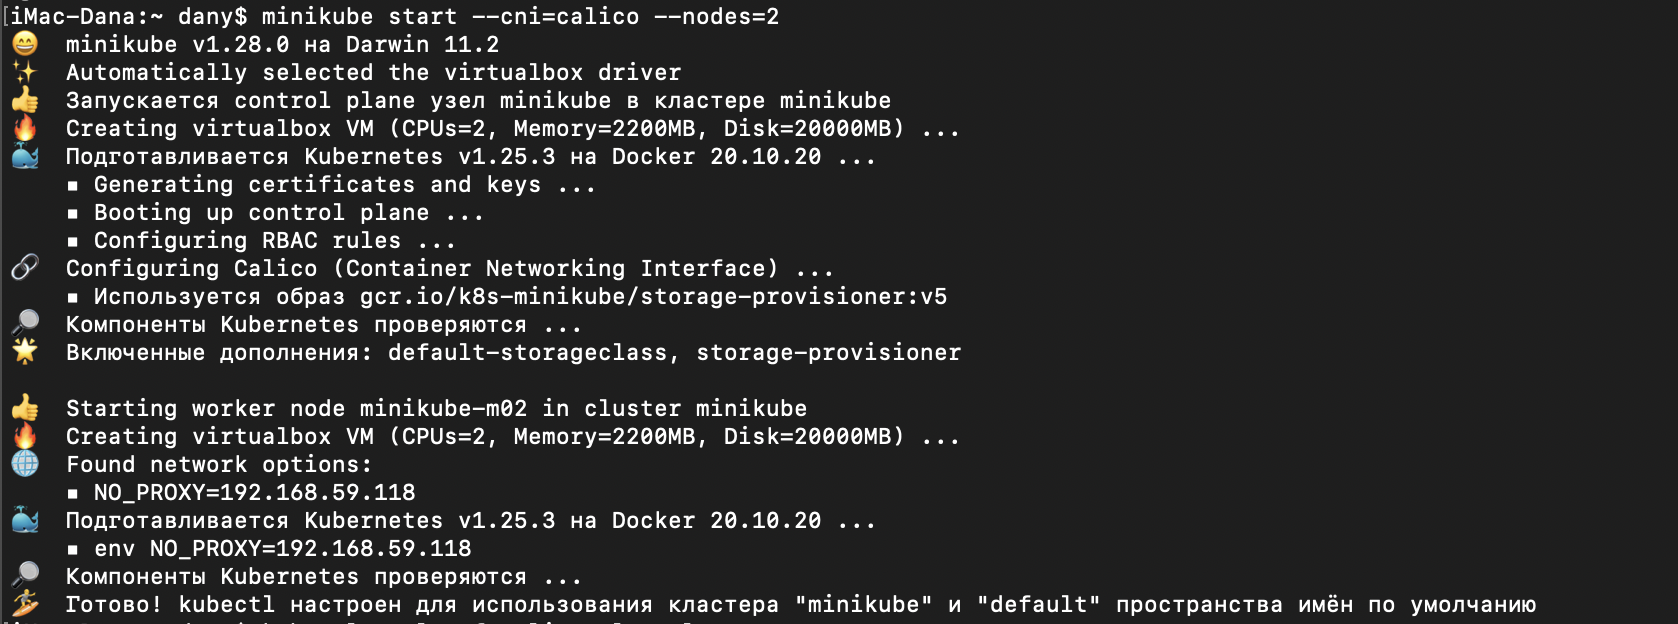 [iMac-Dana:~ dany$ minikube start --cni=calico --nodes=2
😄  minikube v1.28.0 на Darwin 11.2
✨  Automatically selected the virtualbox driver
👍  Запускается control plane узел minikube в кластере minikube
🔥  Creating virtualbox VM (CPUs=2, Memory=2200MB, Disk=20000MB) ...
🐳  Подготавливается Kubernetes v1.25.3 на Docker 20.10.20 ...
    ▪ Generating certificates and keys ...
    ▪ Booting up control plane ...
    ▪ Configuring RBAC rules ...
🔗  Configuring Calico (Container Networking Interface) ...
    ▪ Используется образ gcr.io/k8s-minikube/storage-provisioner:v5
🔎  Компоненты Kubernetes проверяются ...
🌟  Включенные дополнения: default-storageclass, storage-provisioner
👍  Starting worker node minikube-m02 in cluster minikube
🔥  Creating virtualbox VM (CPUs=2, Memory=2200MB, Disk=20000MB) ...
🌐  Found network options:
    ▪ NO_PROXY=192.168.59.118
🐳  Подготавливается Kubernetes v1.25.3 на Docker 20.10.20 ...
    ▪ env NO_PROXY=192.168.59.118
🔎  Компоненты Kubernetes проверяются ...
🏄  Готово! kubectl настроен для использования кластера "minikube" и "default" пространства имён по умолчанию